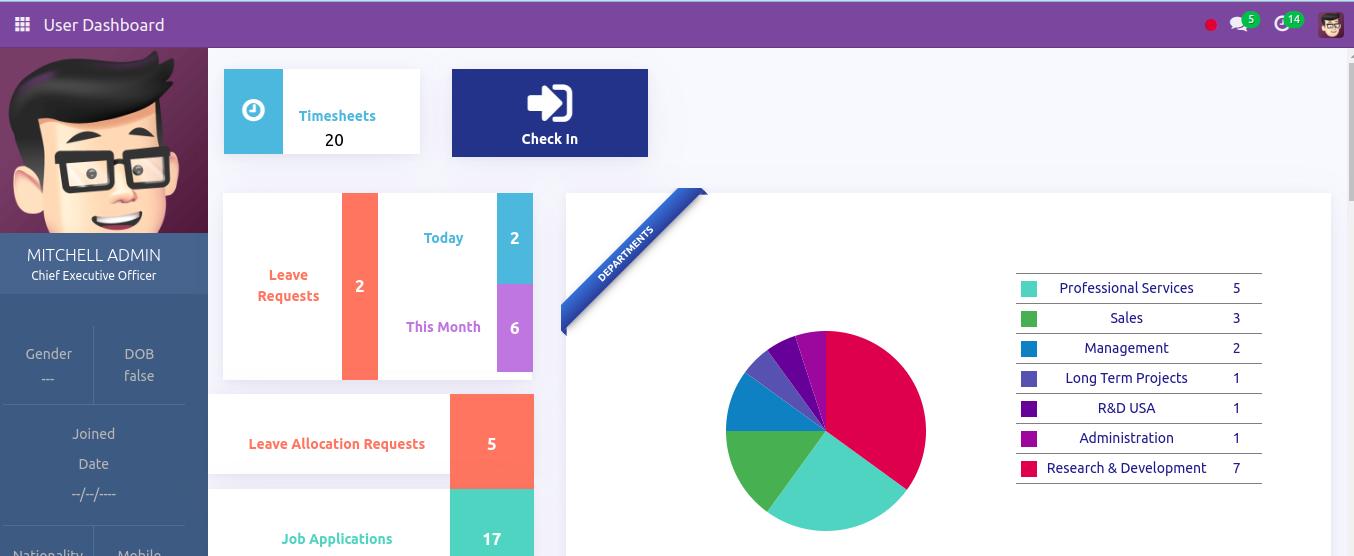 User Dashboard
5
14
MITCHELL ADMIN
Chief Executive Officer
Gender
---
DOB
false
Joined
Date
--/--/----
Nationality
Mobile
Timesheets
20
Check In
Leave
Requests
2
Today
2
This Month
6
Leave Allocation Requests
5
Job Applications
17
DEPARTMENTS
Professional Services 5
Sales 3
Management 2
Long Term Projects 1
R&D USA 1
Administration 1
Research & Development 7